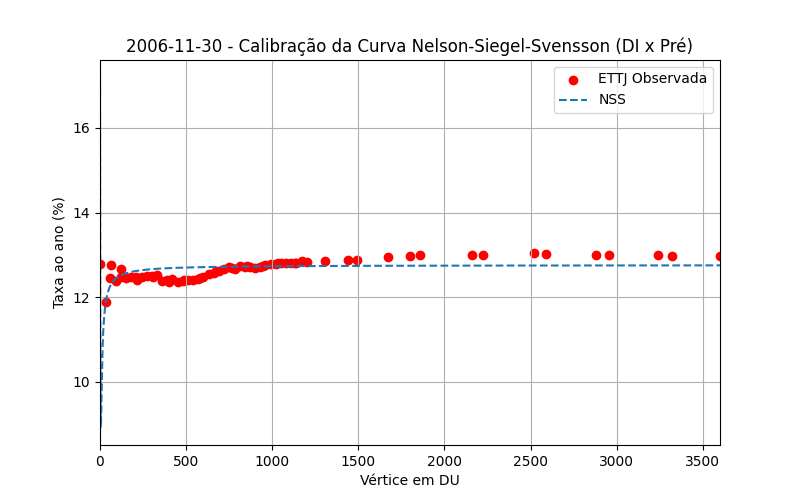 2006-11-30 - Calibração da Curva Nelson-Siegel-Svensson (DI x Pré)
ETTJ Observada
NSS
Taxa ao ano (%)
16
14
12
10
0 500 1000 1500 2000 2500 3000 3500
Vértice em DU